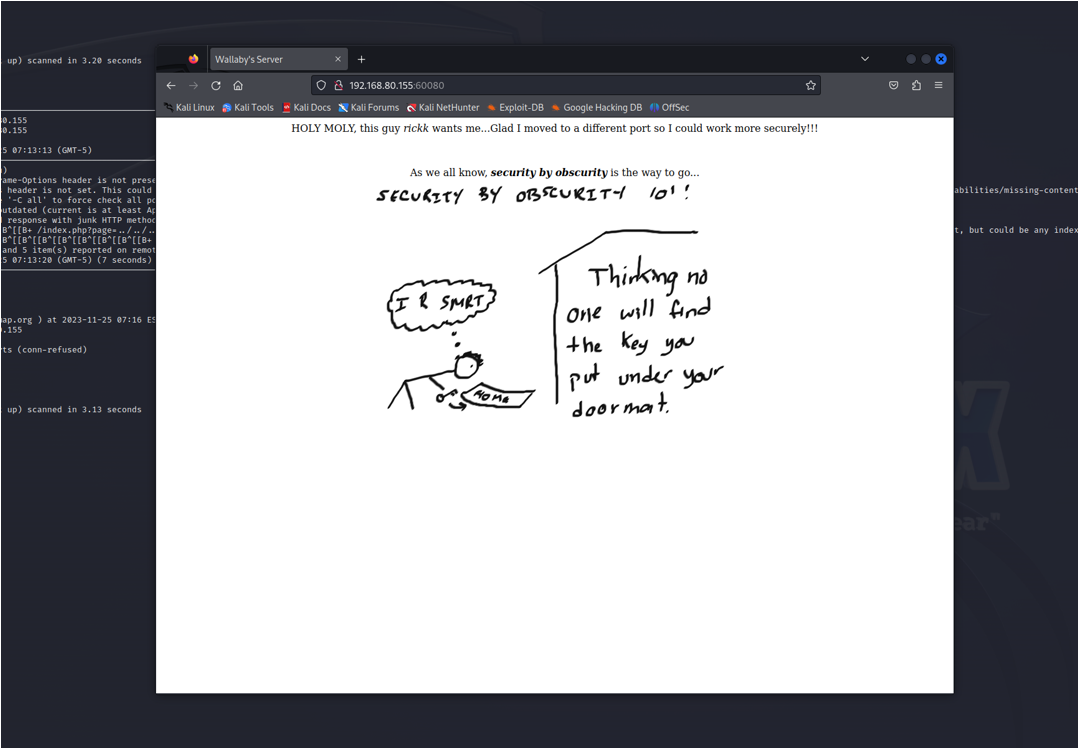 up) scanned in 3.20 seconds
0.155
0.155
5 07:13:13 (GMT-5)
)
ame-Options header is not prese
header is not set. This could
'-C all' to force check all po
utdated (current is at least Ap
response with junk HTTP method
B^[[B+ /index.php?page=../../..
B^[[B^[[B^[[B^[[B^[[B^[[B+
and 5 item(s) reported on remot
5 07:13:20 (GMT-5) (7 seconds)
ap.org ) at 2023-11-25 07:16 ES
.155
rts (conn-refused)
up) scanned in 3.13 seconds
Wallaby's Server
192.168.80.155:60080
Kali Linux Kali Tools Kali Docs Kali Forums Kali NetHunter Exploit-DB Google Hacking DB OffSec
HOLY MOLY, this guy rickk wants me...Glad I moved to a different port so I could work more securely!!!
As we all know, security by obscurity is the way to go...
SECURITY BY OBSCURITY 101!
I R SMRT
HOME
Thinking no
one will find
the key you
put under your
doormat.
abilities/missing-content
t, but could be any index
ear"